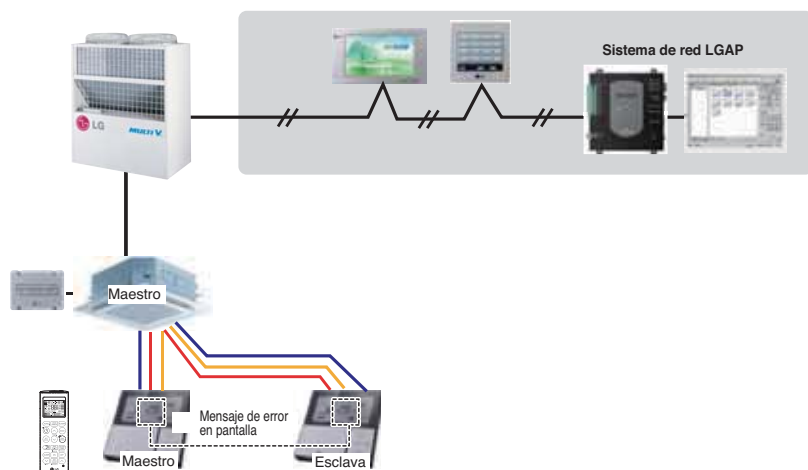 Sistema de red LGAP
LG
MULTI V
Maestro
Mensaje de error
en pantalla
Maestro
Esclava